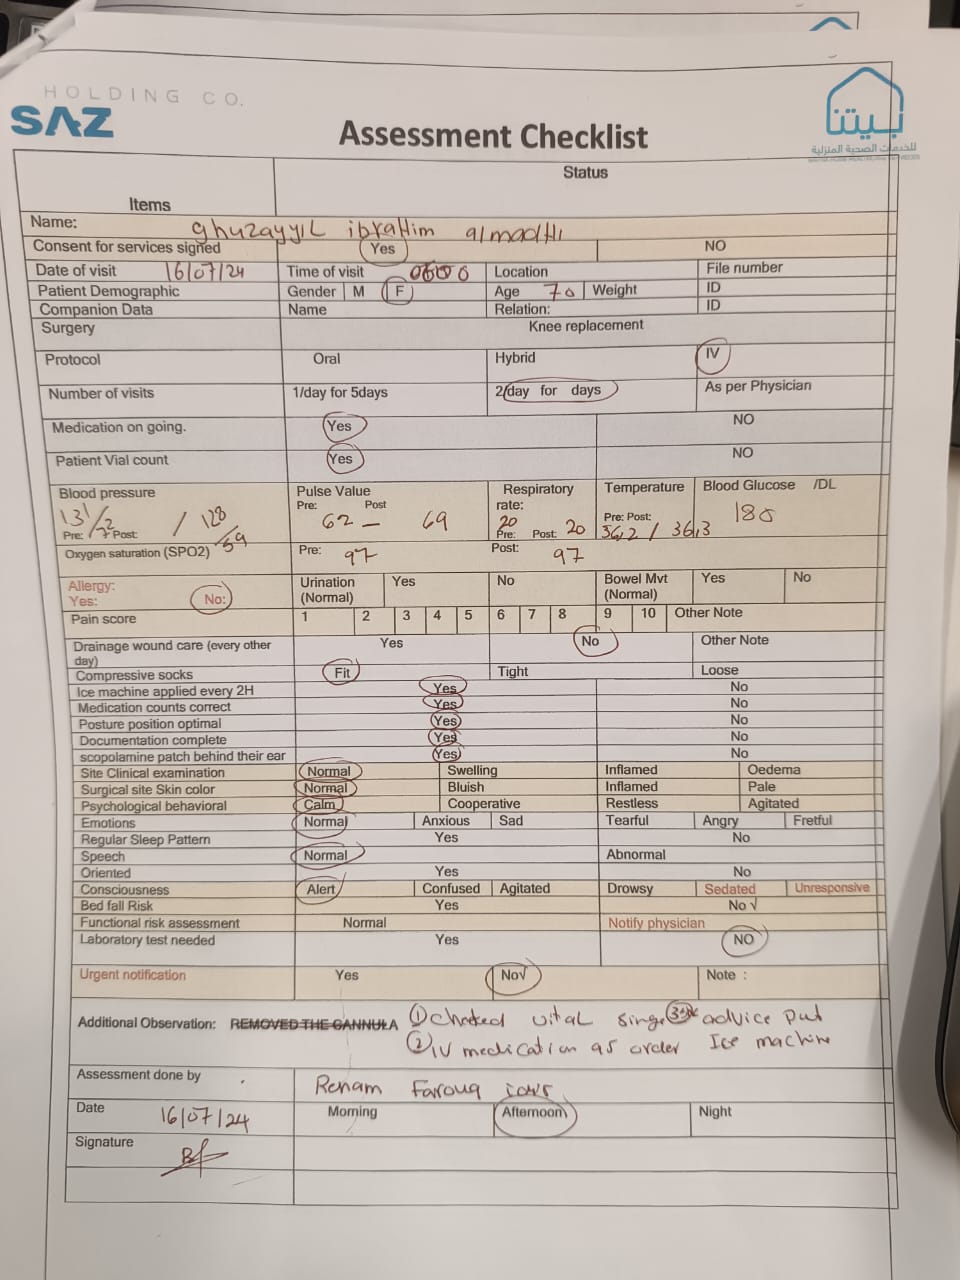 HOLDING CO.
SAZ
بيتنا
للخدمات الصحية المنزلية
Assessment Checklist
Items Status
Name: ghuzayyil ibrahim almadhi
Consent for services signed Yes NO
Date of visit 16/07/24 Time of visit Location File number
Patient Demographic Gender M F Age 70 Weight ID
Companion Data Name Relation: ID
Surgery Knee replacement
Protocol Oral Hybrid IV
Number of visits 1/day for 5days 2/day for days As per Physician
Medication on going. Yes NO
Patient Vial count Yes NO
Blood pressure Pulse Value Respiratory rate: Temperature Blood Glucose /DL
Pre: 131/72 Post: / 128/59 Pre: 62 – Post 69 Pre: 20 Post: 20 Pre: Post: 36,2 / 36,3 180
Oxygen saturation (SPO2) Pre: 97 Post: 97
Allergy: Yes: No: Urination (Normal) Yes No Bowel Mvt (Normal) Yes No
Pain score 1 2 3 4 5 6 7 8 9 10 Other Note
Drainage wound care (every other day) Yes No Other Note
Compressive socks Fit Tight Loose
Ice machine applied every 2H Yes No
Medication counts correct Yes No
Posture position optimal Yes No
Documentation complete Yes No
scopolamine patch behind their ear Yes No
Site Clinical examination Normal Swelling Inflamed Oedema
Surgical site Skin color Normal Bluish Inflamed Pale
Psychological behavioral Calm Cooperative Restless Agitated
Emotions Normal Anxious Sad Tearful Angry Fretful
Regular Sleep Pattern Yes No
Speech Normal Abnormal
Oriented Yes No
Consciousness Alert Confused Agitated Drowsy Sedated Unresponsive
Bed fall Risk Yes No √
Functional risk assessment Normal Notify physician
Laboratory test needed Yes NO
Urgent notification Yes No√ Note :
Additional Observation: REMOVED THE CANNULA ① cheked vital singe ③ advice put
② IV medication as order Ice machine
Assessment done by Renam Farouq
Date 16/07/24 Morning Afternoon Night
Signature